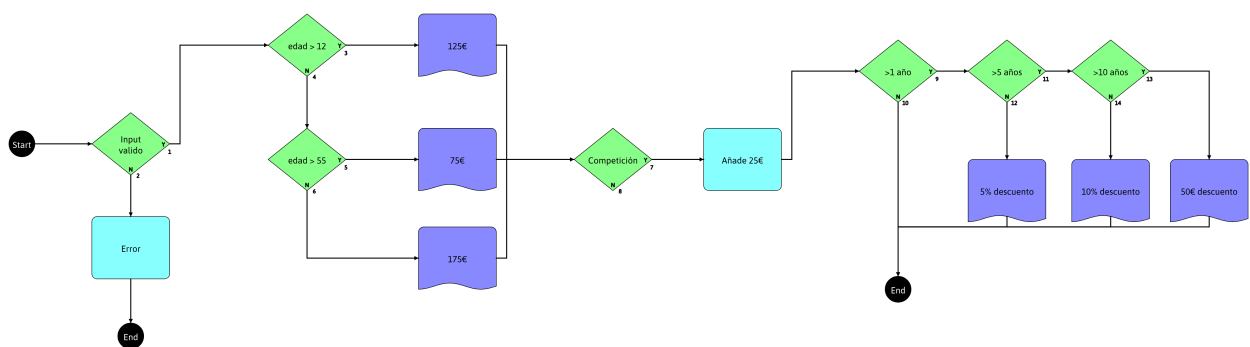 Start
Input
valido
Y
1
N
2
Error
End
edad > 12
Y
3
N
4
edad > 55
Y
5
N
6
125€
75€
175€
Competición
Y
7
N
8
Añade 25€
>1 año
Y
9
N
10
>5 años
Y
11
N
12
>10 años
Y
13
N
14
5% descuento
10% descuento
50€ descuento
End